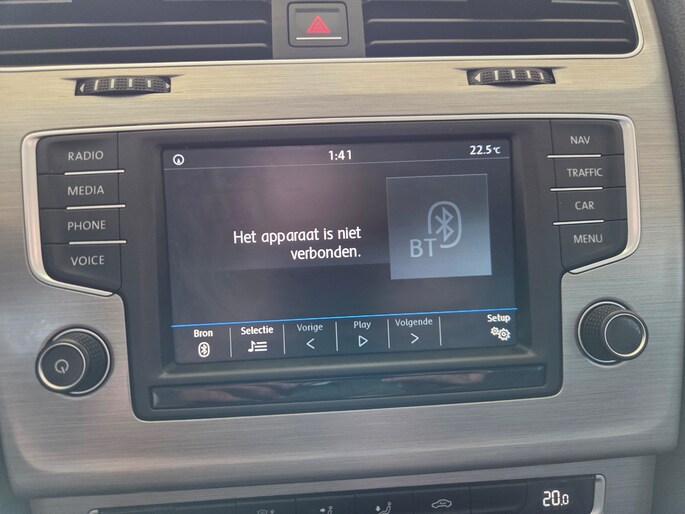 RADIO
MEDIA
PHONE
VOICE
1:41
22.5 °C
Het apparaat is niet
verbonden.
BT
Bron
Selectie
Vorige
Play
Volgende
Setup
NAV
TRAFFIC
CAR
MENU
20.0